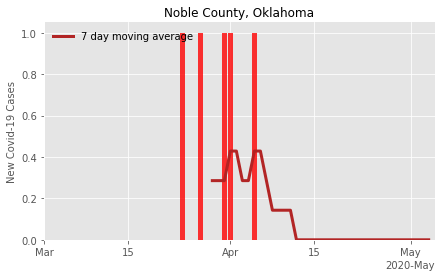 Noble County, Oklahoma
7 day moving average
New Covid-19 Cases
1.0
0.8
0.6
0.4
0.2
0.0
Mar
15
Apr
15
May
2020-May